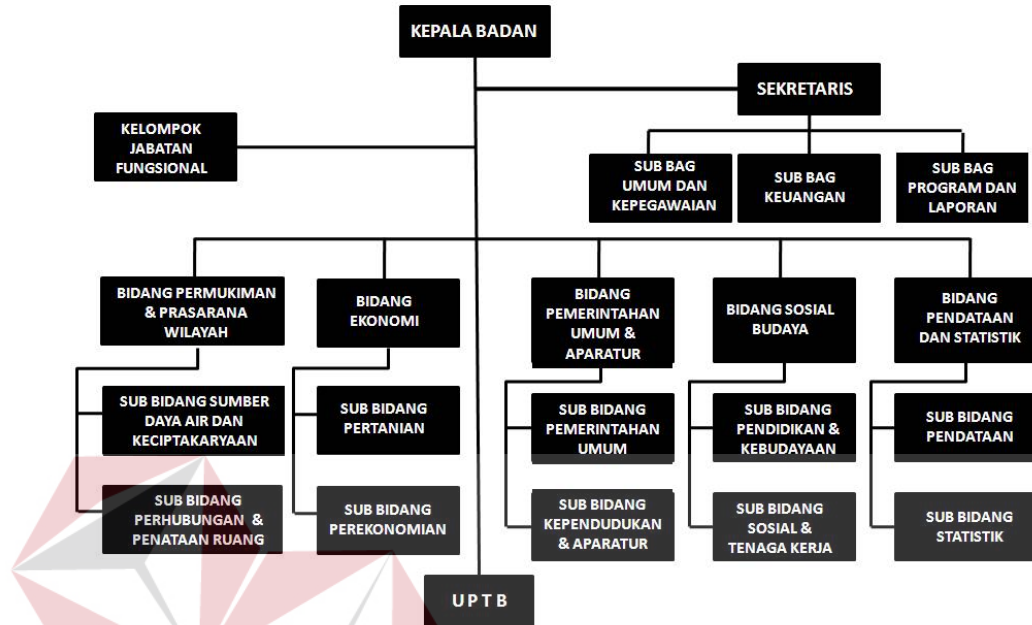 KEPALA BADAN
SEKRETARIS
KELOMPOK
JABATAN
FUNGSIONAL
SUB BAG
UMUM DAN
KEPEGAWAIAN
SUB BAG
KEUANGAN
SUB BAG
PROGRAM DAN
LAPORAN
BIDANG PERMUKIMAN
& PRASARANA
WILAYAH
BIDANG
EKONOMI
BIDANG
PEMERINTAHAN
UMUM &
APARATUR
BIDANG SOSIAL
BUDAYA
BIDANG
PENDATAAN
DAN STATISTIK
SUB BIDANG SUMBER
DAYA AIR DAN
KECIPTAKARYAAN
SUB BIDANG
PERTANIAN
SUB BIDANG
PEMERINTAHAN
UMUM
SUB BIDANG
PENDIDIKAN &
KEBUDAYAAN
SUB BIDANG
PENDATAAN
SUB BIDANG
PERHUBUNGAN &
PENATAAN RUANG
SUB BIDANG
PEREKONOMIAN
SUB BIDANG
KEPENDUDUKAN
& APARATUR
SUB BIDANG
SOSIAL &
TENAGA KERJA
SUB BIDANG
STATISTIK
U P T B